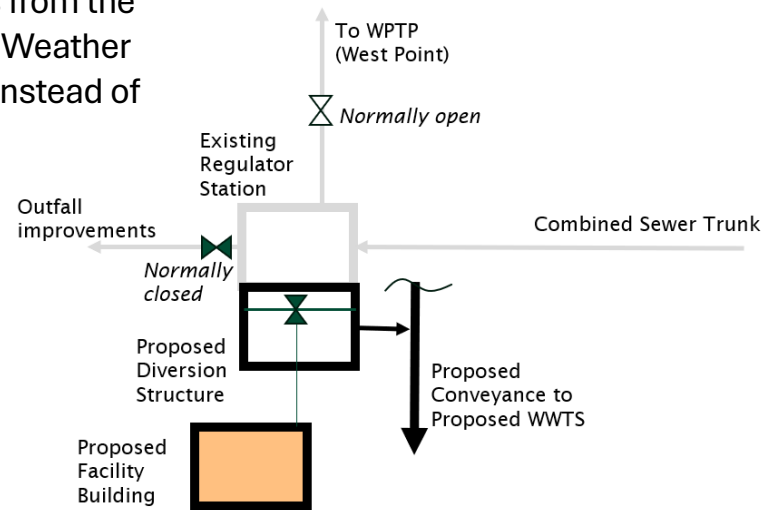 from the
Weather
nstead of
To WPTP
(West Point)
Normally open
Existing
Regulator
Station
Outfall
improvements
Combined Sewer Trunk
Normally
closed
Proposed
Diversion
Structure
Proposed
Conveyance to
Proposed WWTS
Proposed
Facility
Building